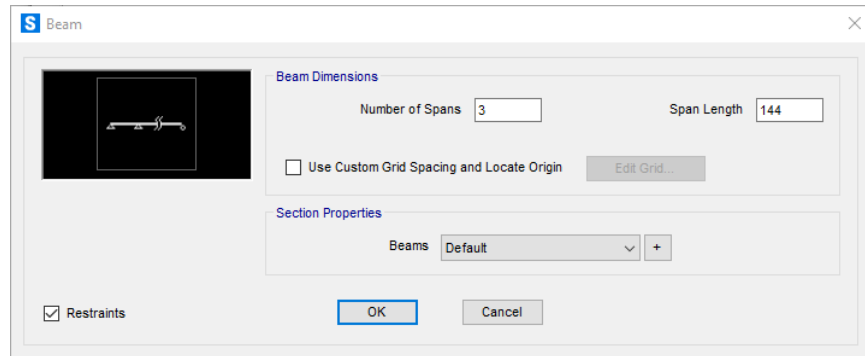 S Beam
Beam Dimensions
Number of Spans 3 Span Length 144
Use Custom Grid Spacing and Locate Origin Edit Grid...
Section Properties
Beams Default +
Restraints OK Cancel